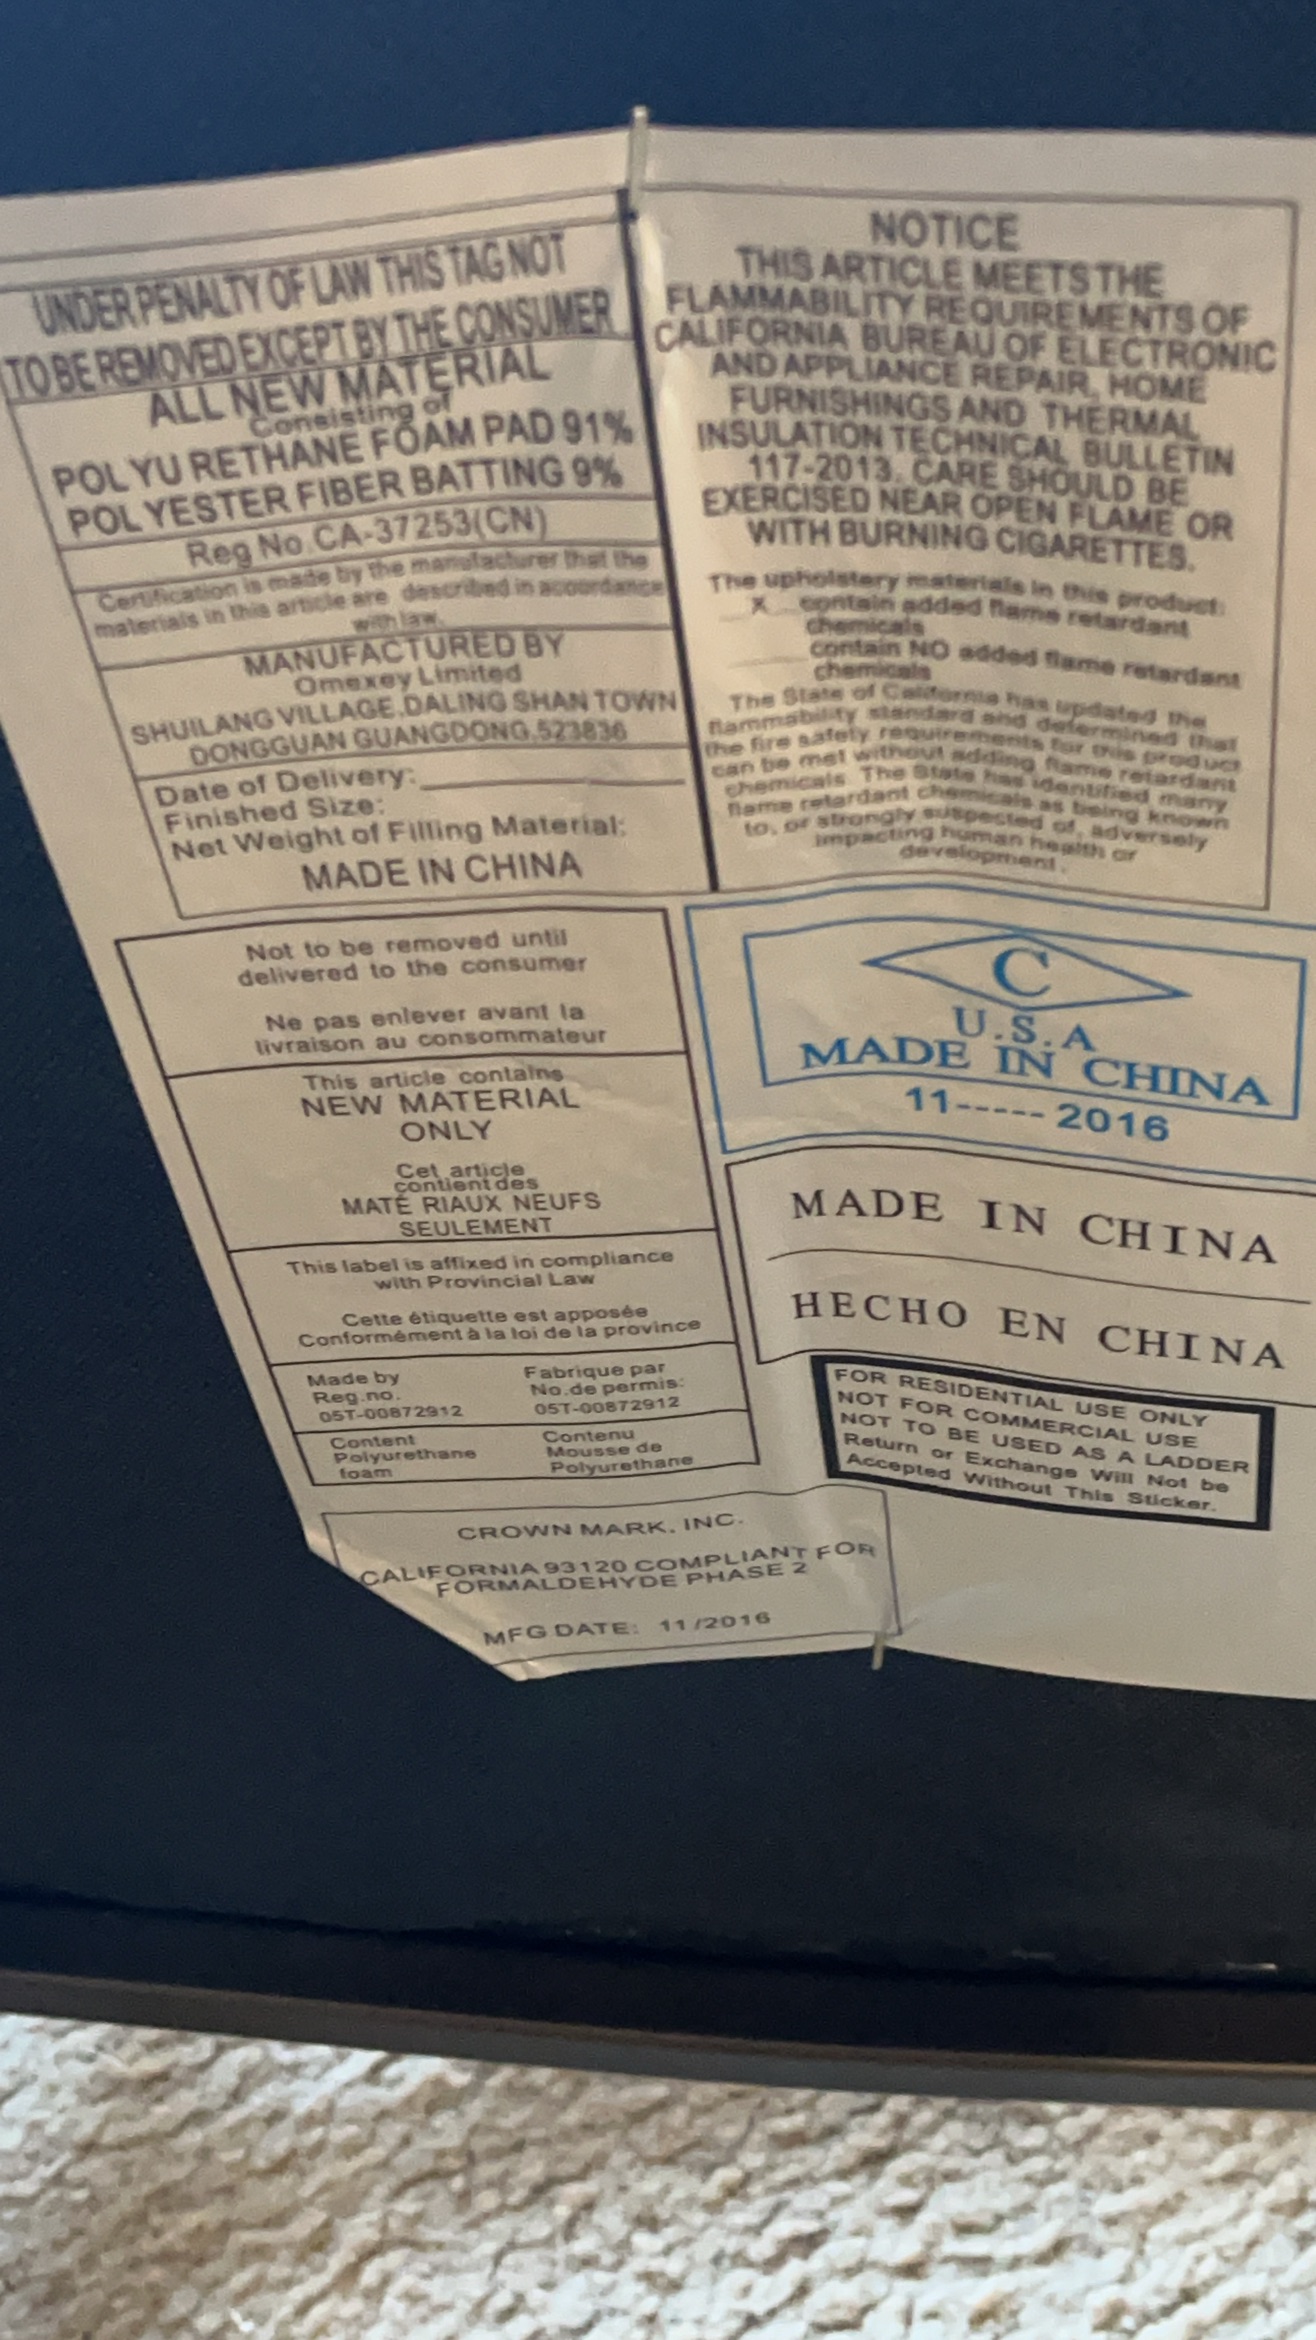 UNDER PENALTY OF LAW THIS TAG NOT
TO BE REMOVED EXCEPT BY THE CONSUMER
ALL NEW MATERIAL
Consisting of
POLYU RETHANE FOAM PAD 91%
POLYESTER FIBER BATTING 9%
Reg No.CA-37253(CN)
Certification is made by the manufacturer that the
materials in this article are described in accordance
with law.
MANUFACTURED BY
Omexey Limited
SHUILANG VILLAGE,DALING SHAN TOWN
DONGGUAN GUANGDONG,523836
Date of Delivery:
Finished Size:
Net Weight of Filling Material:
MADE IN CHINA
NOTICE
THIS ARTICLE MEETS THE
FLAMMABILITY REQUIREMENTS OF
CALIFORNIA BUREAU OF ELECTRONIC
AND APPLIANCE REPAIR, HOME
FURNISHINGS AND THERMAL
INSULATION TECHNICAL BULLETIN
117-2013. CARE SHOULD BE
EXERCISED NEAR OPEN FLAME OR
WITH BURNING CIGARETTES.
The upholstery materials in this product:
X contain added flame retardant
chemicals
contain NO added flame retardant
chemicals
The State of California has updated the
flammability standard and determined that
the fire safety requirements for this product
can be met without adding flame retardant
chemicals. The State has identified many
flame retardant chemicals as being known
to, or strongly suspected of, adversely
impacting human health or
development.
Not to be removed until
delivered to the consumer
Ne pas enlever avant la
livraison au consommateur
This article contains
NEW MATERIAL
ONLY
Cet article
contient des
MATÉ RIAUX NEUFS
SEULEMENT
This label is affixed in compliance
with Provincial Law
Cette étiquette est apposée
Conformément à la loi de la province
Made by
Reg.no.
05T-00872912
Fabrique par
No.de permis:
05T-00872912
Content
Polyurethane
foam
Contenu
Mousse de
Polyurethane
C
U.S.A
MADE IN CHINA
11-----2016
MADE IN CHINA
HECHO EN CHINA
FOR RESIDENTIAL USE ONLY
NOT FOR COMMERCIAL USE
NOT TO BE USED AS A LADDER
Return or Exchange Will Not be
Accepted Without This Sticker.
CROWN MARK, INC.
CALIFORNIA 93120 COMPLIANT FOR
FORMALDEHYDE PHASE 2
MFG DATE: 11/2016